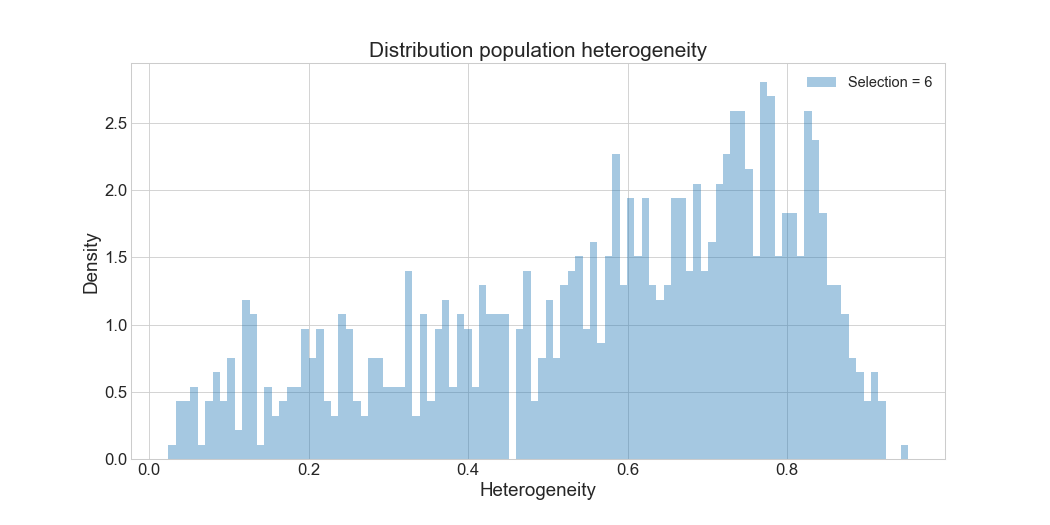 Distribution population heterogeneity
Selection = 6
Density
2.5
2.0
1.5
1.0
0.5
0.0
0.0 0.2 0.4 0.6 0.8
Heterogeneity